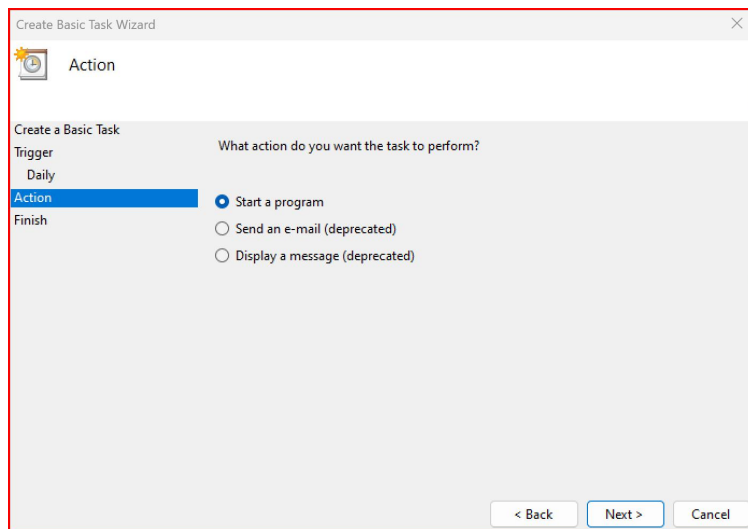 Create Basic Task Wizard
Action
Create a Basic Task
Trigger
Daily
Action
Finish
What action do you want the task to perform?
Start a program
Send an e-mail (deprecated)
Display a message (deprecated)
< Back
Next >
Cancel